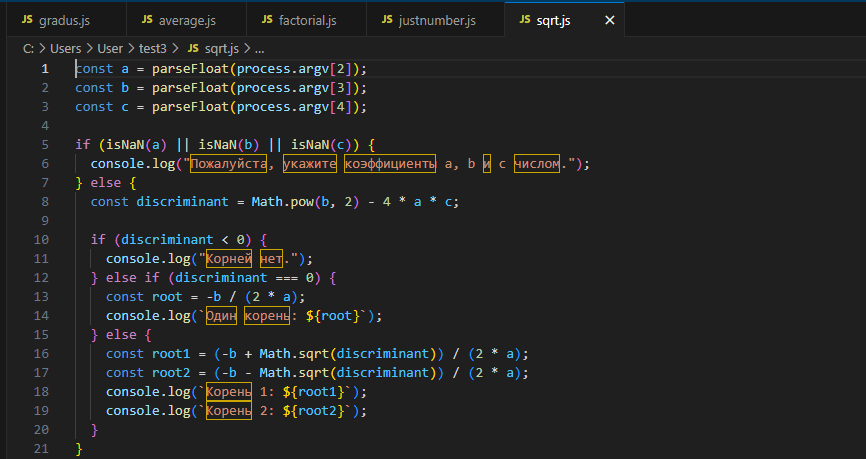 JS gradus.js JS average.js JS factorial.js JS justnumber.js JS sqrt.js ×
C: > Users > User > test3 > JS sqrt.js > ...
1 const a = parseFloat(process.argv[2]);
2 const b = parseFloat(process.argv[3]);
3 const c = parseFloat(process.argv[4]);
4
5 if (isNaN(a) || isNaN(b) || isNaN(c)) {
6   console.log("Пожалуйста, укажите коэффициенты a, b и c числом.");
7 } else {
8   const discriminant = Math.pow(b, 2) - 4 * a * c;
9
10   if (discriminant < 0) {
11     console.log("Корней нет.");
12   } else if (discriminant === 0) {
13     const root = -b / (2 * a);
14     console.log(`Один корень: ${root}`);
15   } else {
16     const root1 = (-b + Math.sqrt(discriminant)) / (2 * a);
17     const root2 = (-b - Math.sqrt(discriminant)) / (2 * a);
18     console.log(`Корень 1: ${root1}`);
19     console.log(`Корень 2: ${root2}`);
20   }
21 }